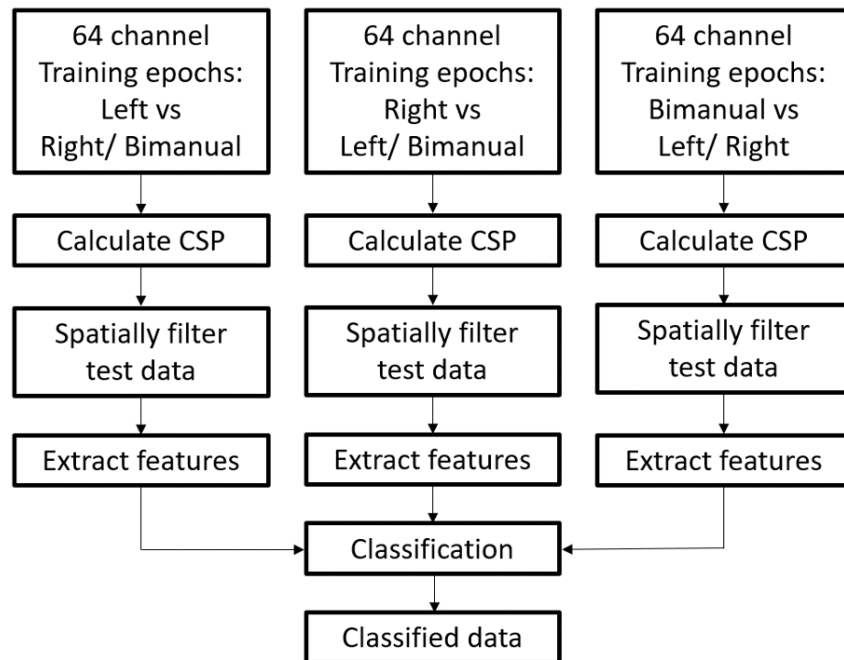 64 channel
Training epochs:
Left vs
Right/ Bimanual
64 channel
Training epochs:
Right vs
Left/ Bimanual
64 channel
Training epochs:
Bimanual vs
Left/ Right
Calculate CSP
Calculate CSP
Calculate CSP
Spatially filter
test data
Spatially filter
test data
Spatially filter
test data
Extract features
Extract features
Extract features
Classification
Classified data